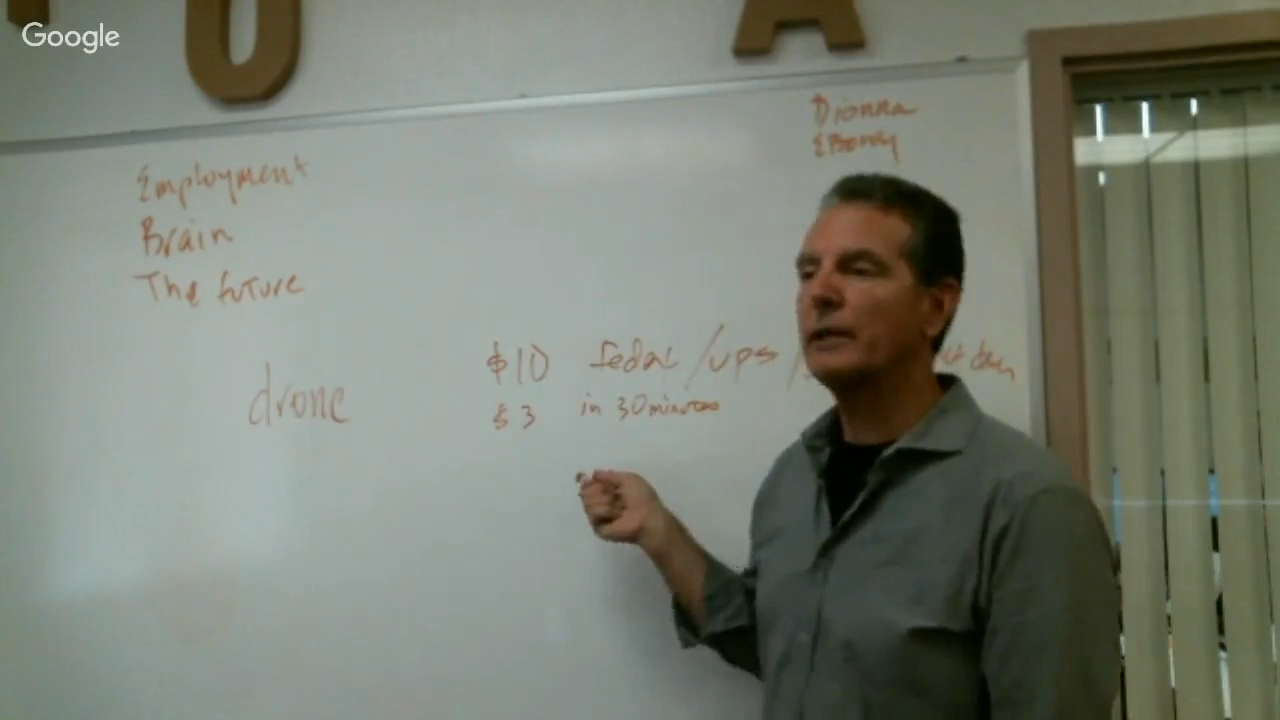 Google
U A
Dionna
Employment
Brain
The future
$10 fedex /ups /
drone
$3 in 30 minutes